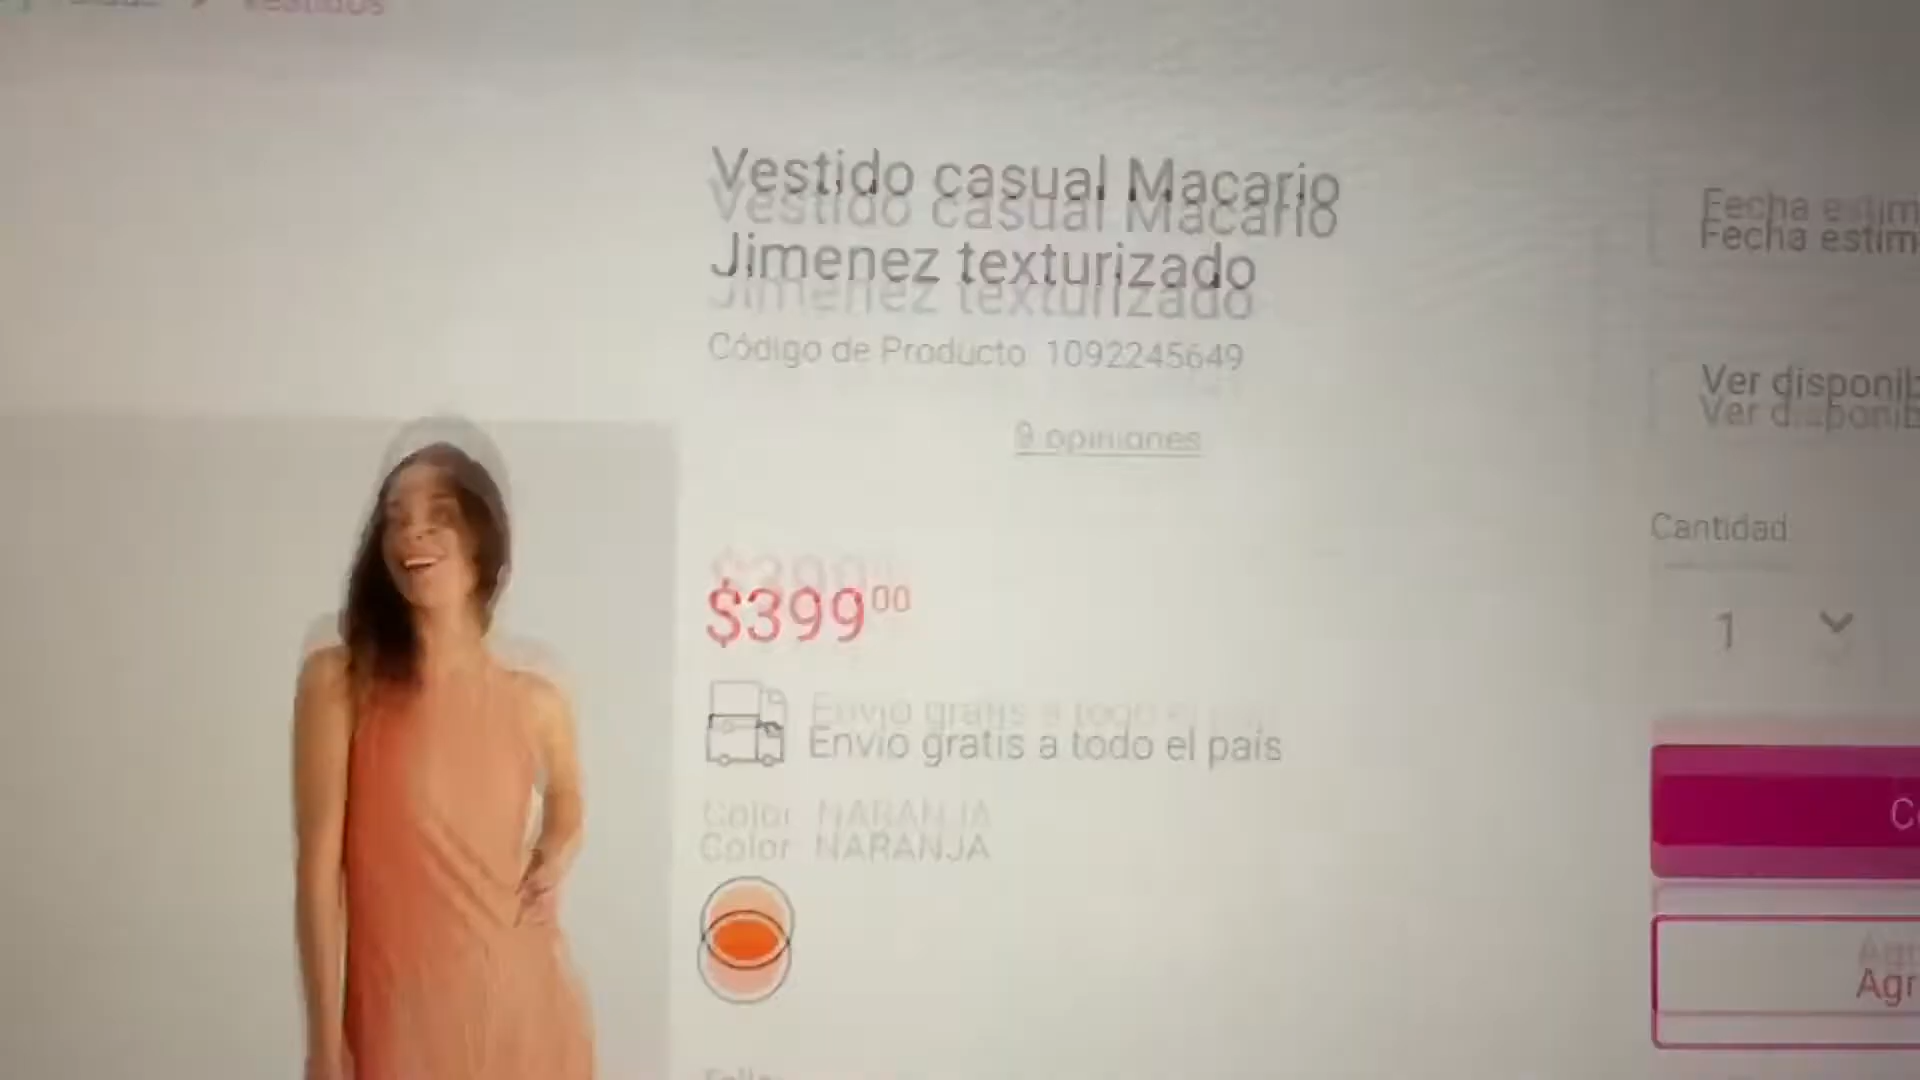 Vestidos
Vestido casual Macario
Jimenez texturizado
Código de Producto 1092245649
9 opiniones
$39900
Envío gratis a todo el país
Color NARANJA
Fecha estim
Ver disponib
Cantidad
1
Agr